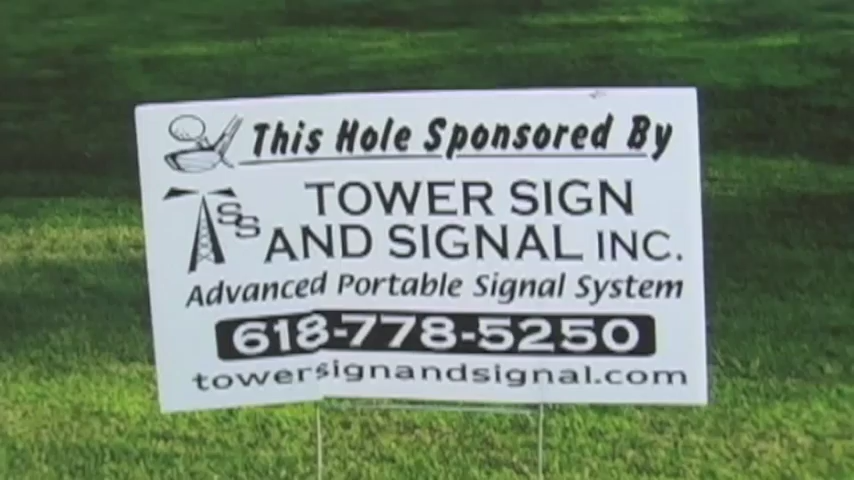 This Hole Sponsored By
TSS
TOWER SIGN
AND SIGNAL INC.
Advanced Portable Signal System
618-778-5250
towersignandsignal.com